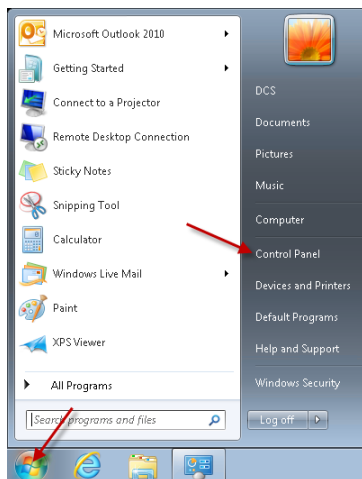 Microsoft Outlook 2010
Getting Started
Connect to a Projector
Remote Desktop Connection
Sticky Notes
Snipping Tool
Calculator
Windows Live Mail
Paint
XPS Viewer
All Programs
Search programs and files
DCS
Documents
Pictures
Music
Computer
Control Panel
Devices and Printers
Default Programs
Help and Support
Windows Security
Log off